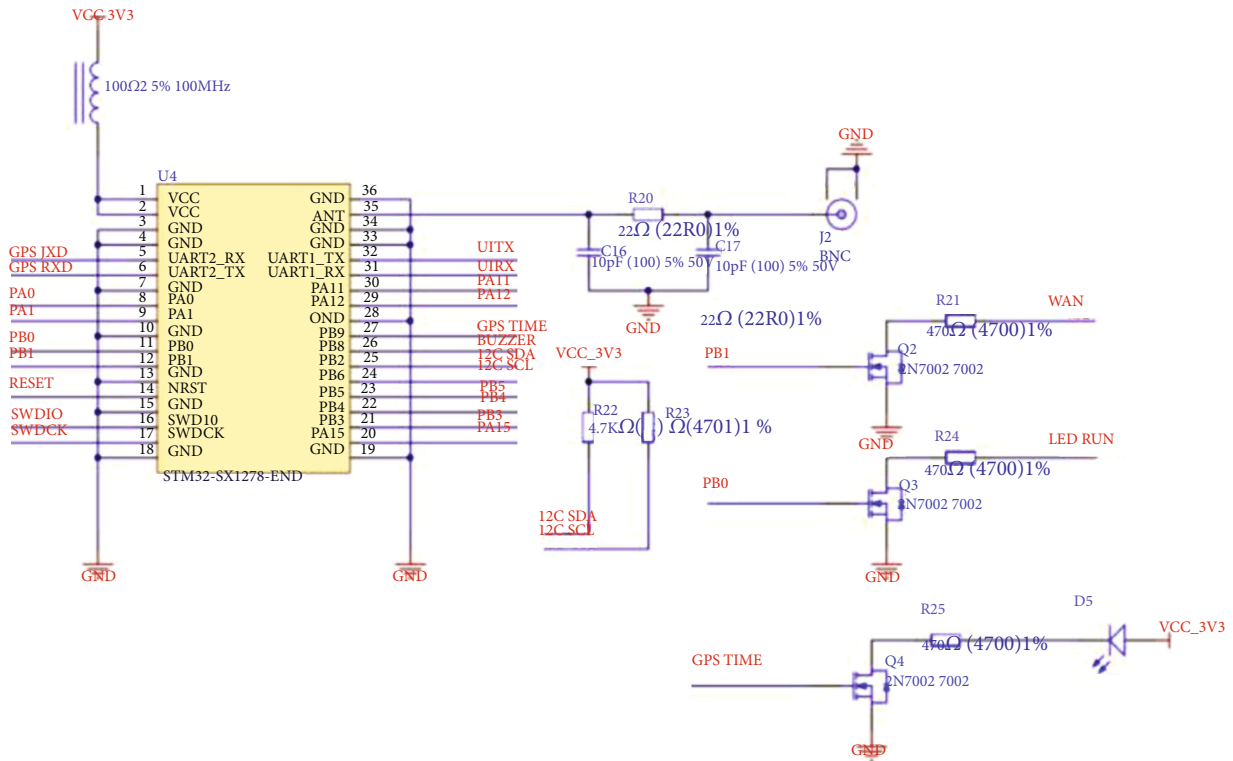 VCC 3V3
100Ω2 5% 100MHz
U4
1 VCC
2 VCC
3 GND
4 GND
5 UART2_RX
6 UART2_TX
7 GND
8 PA0
9 PA1
10 GND
11 PB0
12 PB1
13 GND
14 NRST
15 GND
16 SWD10
17 SWDCK
18 GND
GND 36
ANT 35
GND 34
GND 33
UART1_TX 32
UART1_RX 31
PA11 30
PA12 29
OND 28
PB9 27
PB8 26
PB2 25
PB6 24
PB5 23
PB4 22
PB3 21
PA15 20
GND 19
STM32-SX1278-END
GPS JXD
GPS RXD
PA0
PA1
PB0
PB1
RESET
SWDIO
SWDCK
GND
GND
UITX
UIRX
PA11
PA12
GPS TIME
BUZZER
12C SDA
12C SCL
PB5
PB4
PB3
PA15
R20
22Ω (22R0)1%
C16
10pF (100) 5% 50V
C17
10pF (100) 5% 50V
GND
GND
J2
BNC
22Ω (22R0)1%
VCC_3V3
R22
4.7KΩ( )
R23
Ω(4701)1 %
12C SDA
12C SCL
R21
470Ω (4700)1%
WAN
PB1
Q2
2N7002 7002
GND
R24
470Ω (4700)1%
LED RUN
PB0
Q3
2N7002 7002
GND
R25
470Ω (4700)1%
D5
VCC_3V3
GPS TIME
Q4
2N7002 7002
GND